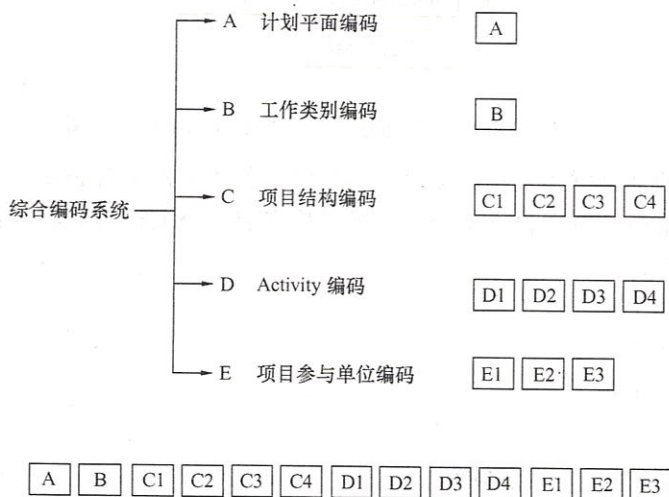 A 计划平面编码 A
B 工作类别编码 B
综合编码系统
C 项目结构编码 C1 C2 C3 C4
D Activity 编码 D1 D2 D3 D4
E 项目参与单位编码 E1 E2 E3
A B C1 C2 C3 C4 D1 D2 D3 D4 E1 E2 E3